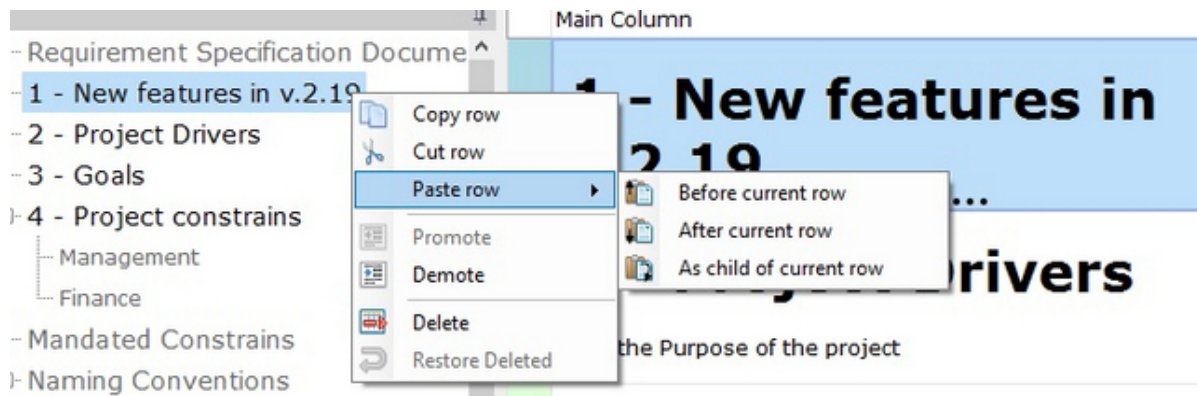 Main Column
Requirement Specification Docume
1 - New features in v.2.19
2 - Project Drivers
3 - Goals
4 - Project constrains
Management
Finance
Mandated Constrains
Naming Conventions
Copy row
Cut row
Paste row
Promote
Demote
Delete
Restore Deleted
Before current row
After current row
As child of current row
1 - New features in
2.19
...
Drivers
the Purpose of the project